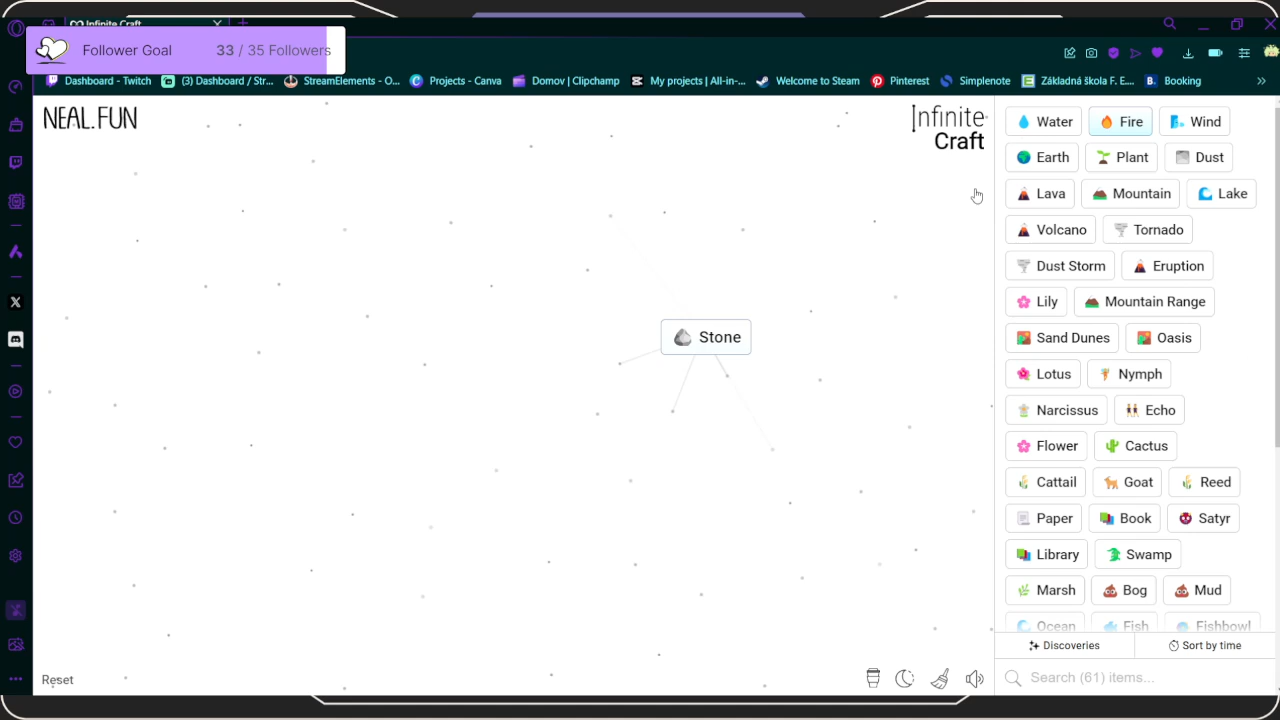 Infinite Craft
Follower Goal 33 / 35 Followers
Dashboard - Twitch (3) Dashboard / Str... StreamElements - O... Projects - Canva Domov | Clipchamp My projects | All-in-... Welcome to Steam Pinterest Simplenote Základná škola F. E... Booking
NEAL.FUN
Infinite
Craft
Water Fire Wind
Earth Plant Dust
Lava Mountain Lake
Volcano Tornado
Dust Storm Eruption
Lily Mountain Range
Stone
Sand Dunes Oasis
Lotus Nymph
Narcissus Echo
Flower Cactus
Cattail Goat Reed
Paper Book Satyr
Library Swamp
Marsh Bog Mud
Ocean Fish Fishbowl
Discoveries Sort by time
Reset
Search (61) items...